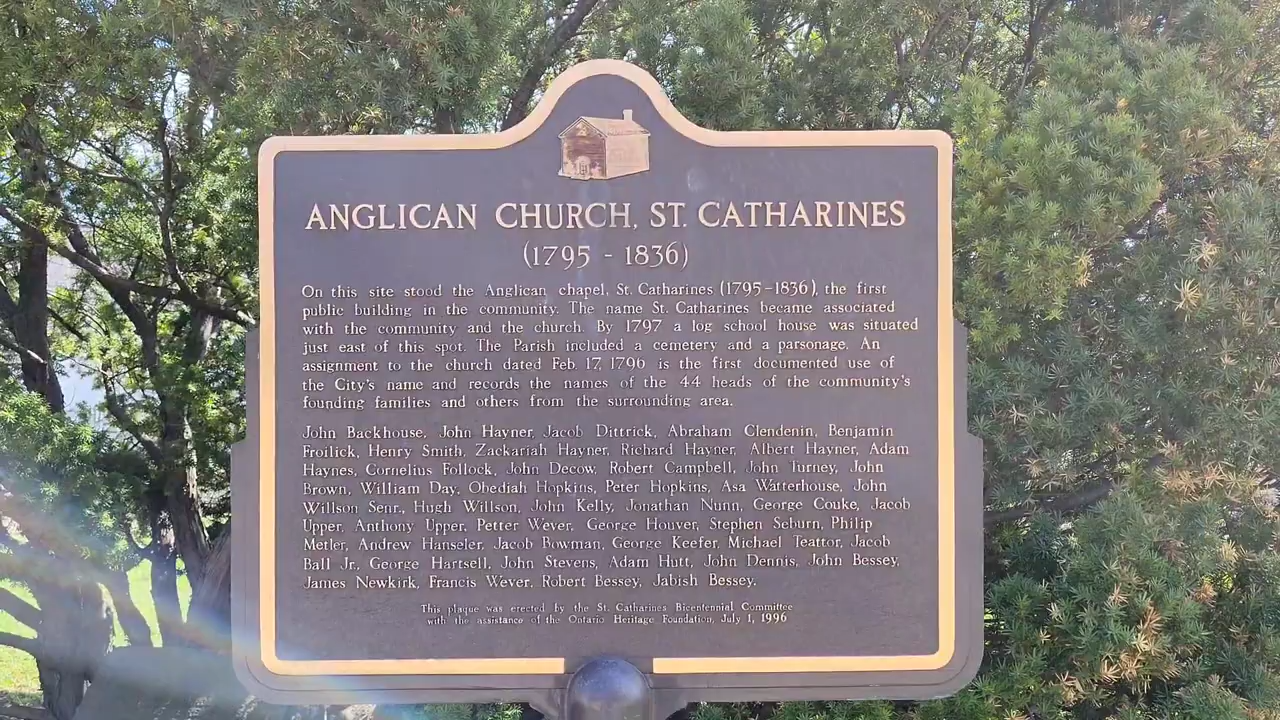 ANGLICAN CHURCH, ST. CATHARINES
(1795 - 1836)
On this site stood the Anglican chapel, St. Catharines (1795-1836), the first
public building in the community. The name St. Catharines became associated
with the community and the church. By 1797 a log school house was situated
just east of this spot. The Parish included a cemetery and a parsonage. An
assignment to the church dated Feb. 17, 1796 is the first documented use of
the City's name and records the names of the 44 heads of the community's
founding families and others from the surrounding area.
John Backhouse, John Hayner, Jacob Dittrick, Abraham Clendenin, Benjamin
Froilick, Henry Smith, Zackariah Hayner, Richard Hayner, Albert Hayner, Adam
Haynes, Cornelius Follock, John Decow, Robert Campbell, John Turney, John
Brown, William Day, Obediah Hopkins, Peter Hopkins, Asa Watterhouse, John
Willson Senr., Hugh Willson, John Kelly, Jonathan Nunn, George Couke, Jacob
Upper, Anthony Upper, Petter Wever, George Houver, Stephen Seburn, Philip
Metler, Andrew Hanseler, Jacob Bowman, George Keefer, Michael Teattor, Jacob
Ball Jr., George Hartsell, John Stevens, Adam Hutt, John Dennis, John Bessey,
James Newkirk, Francis Wever, Robert Bessey, Jabish Bessey.
This plaque was erected by the St. Catharines Bicentennial Committee
with the assistance of the Ontario Heritage Foundation, July 1, 1996